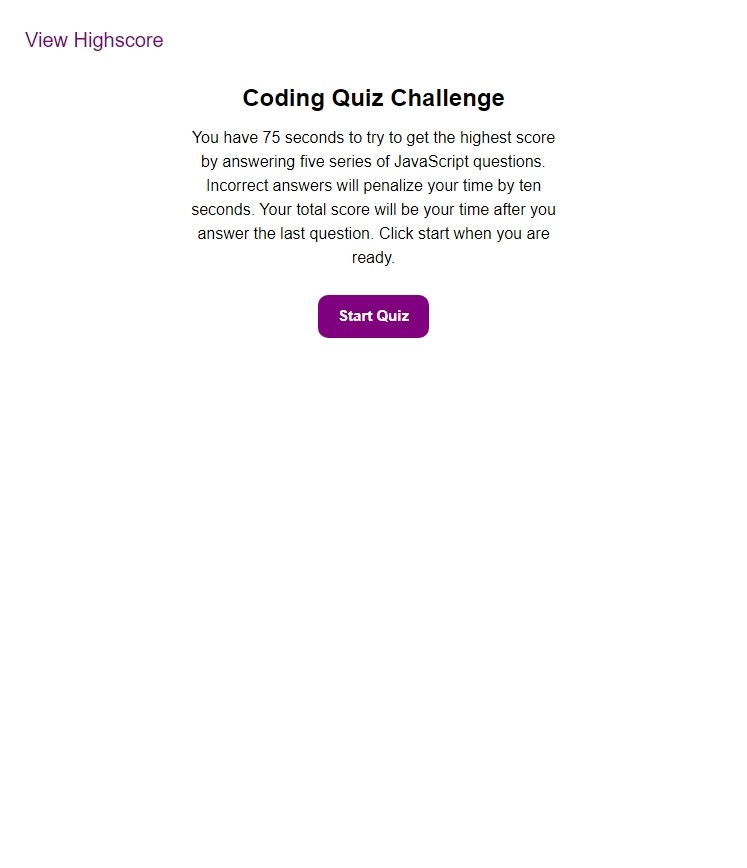 View Highscore
Coding Quiz Challenge
You have 75 seconds to try to get the highest score
by answering five series of JavaScript questions.
Incorrect answers will penalize your time by ten
seconds. Your total score will be your time after you
answer the last question. Click start when you are
ready.
Start Quiz